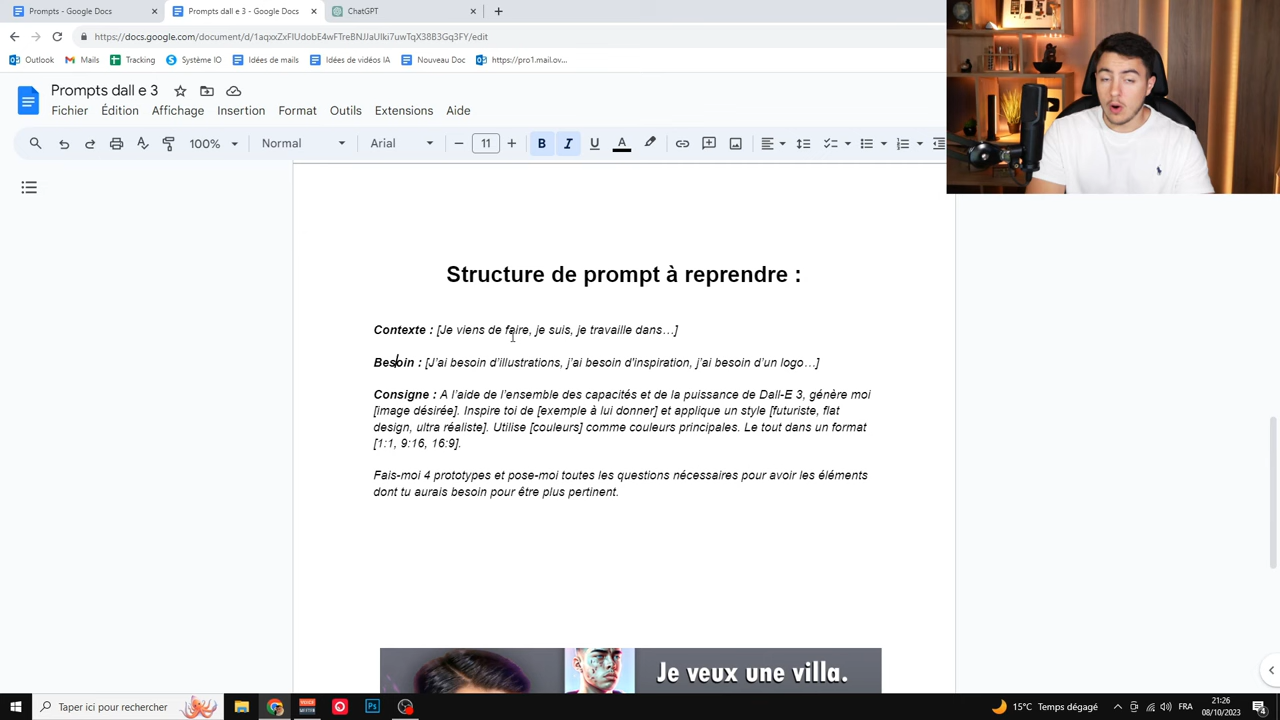 Prompts - Google Docs
Prompts dall e 3 - Google Docs
ChatGPT
https://docs.google.com/document/d/1aqxxZxFlUdobE4wFTreBNJJaUlki7uwTqX38B3Gq3FY/edit
Outlook
Mails
Tracking
Système IO
Idées de mails
Idées de vidéos IA
Nouveau Doc
https://pro1.mail.ov...
Prompts dall e 3
Fichier Édition Affichage Insertion Format Outils Extensions Aide
100% Normal Arial 11
Structure de prompt à reprendre :
Contexte : [Je viens de faire, je suis, je travaille dans…]
Besoin : [J’ai besoin d’illustrations, j’ai besoin d'inspiration, j’ai besoin d’un logo…]
Consigne : A l’aide de l’ensemble des capacités et de la puissance de Dall-E 3, génère moi
[image désirée]. Inspire toi de [exemple à lui donner] et applique un style [futuriste, flat
design, ultra réaliste]. Utilise [couleurs] comme couleurs principales. Le tout dans un format
[1:1, 9:16, 16:9].
Fais-moi 4 prototypes et pose-moi toutes les questions nécessaires pour avoir les éléments
dont tu aurais besoin pour être plus pertinent.
Je veux une villa.
Taper ici pour rechercher
15°C Temps dégagé
FRA
21:26
08/10/2023
4